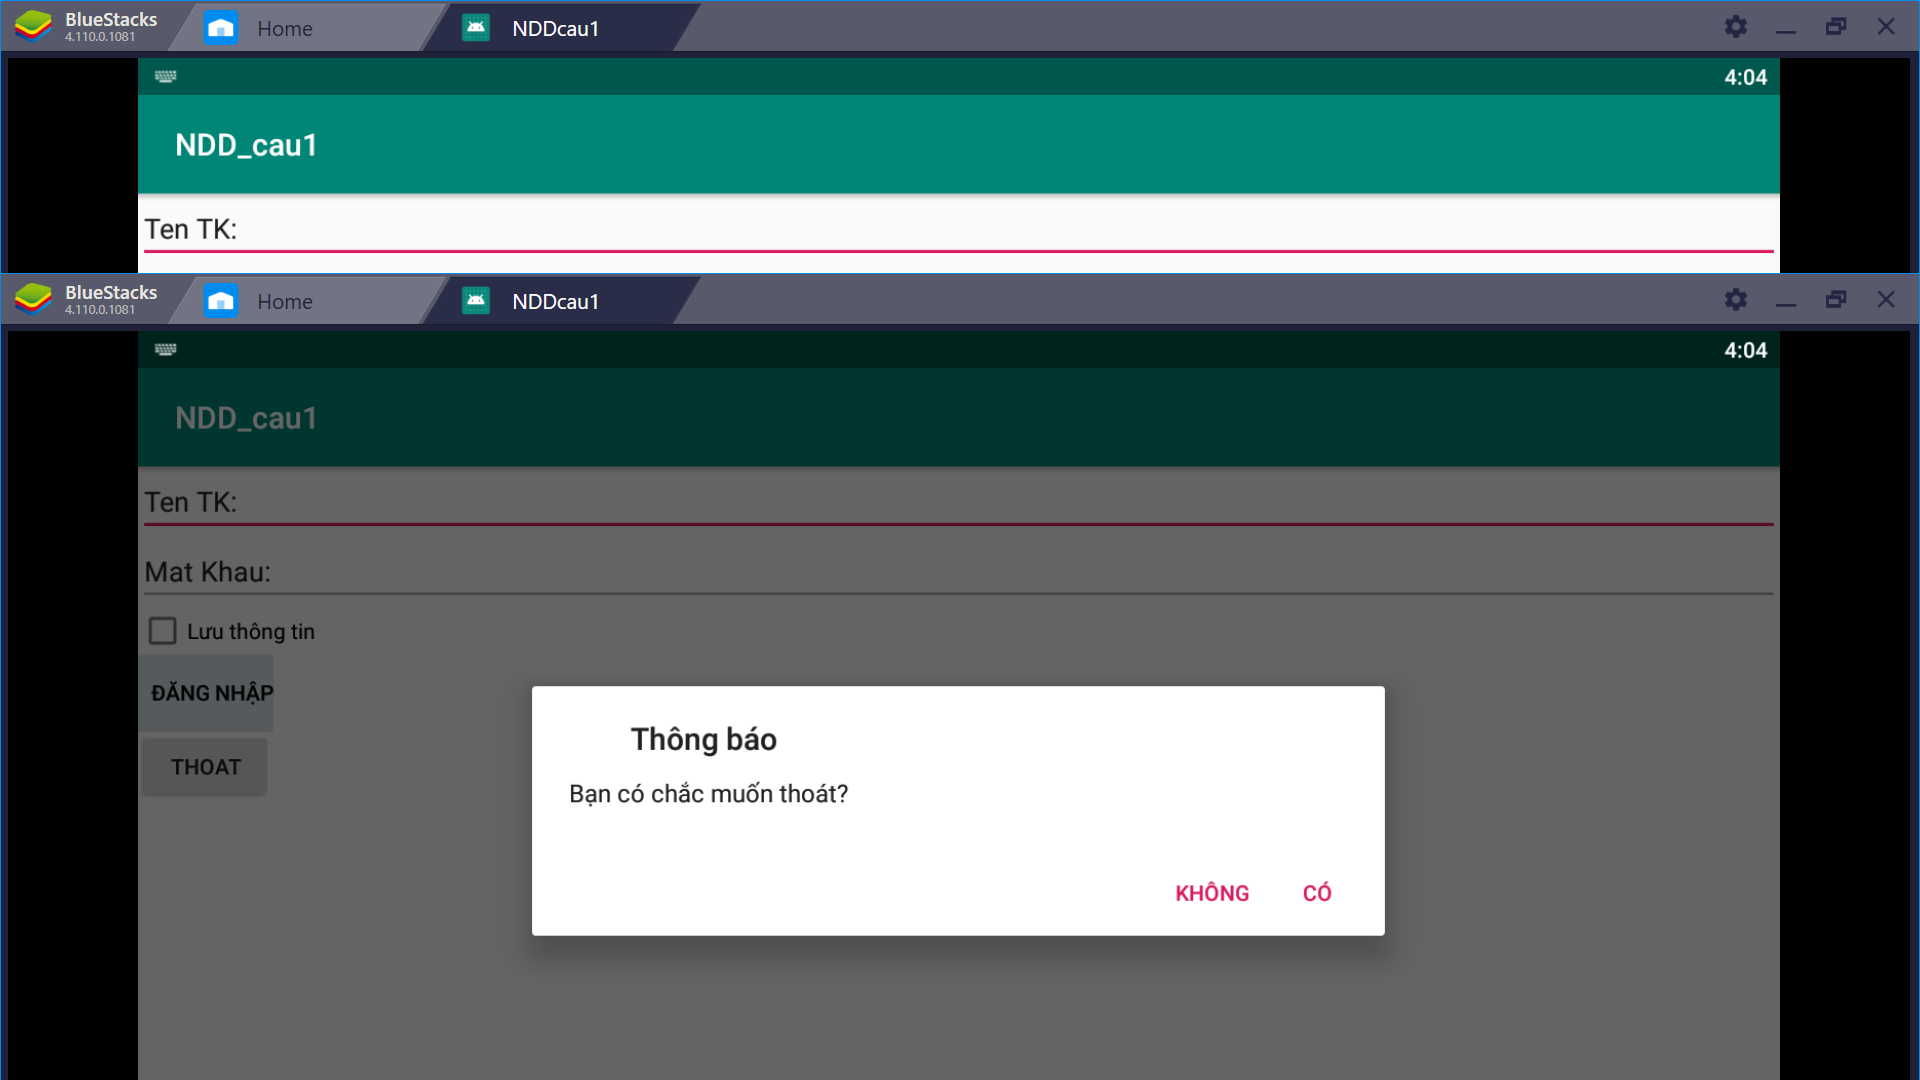 BlueStacks
4.110.0.1081
Home
NDDcau1
4:04
NDD_cau1
Ten TK:
BlueStacks
4.110.0.1081
Home
NDDcau1
4:04
NDD_cau1
Ten TK:
Mat Khau:
Lưu thông tin
ĐĂNG NHẬP
THOAT
Thông báo
Bạn có chắc muốn thoát?
KHÔNG
CÓ